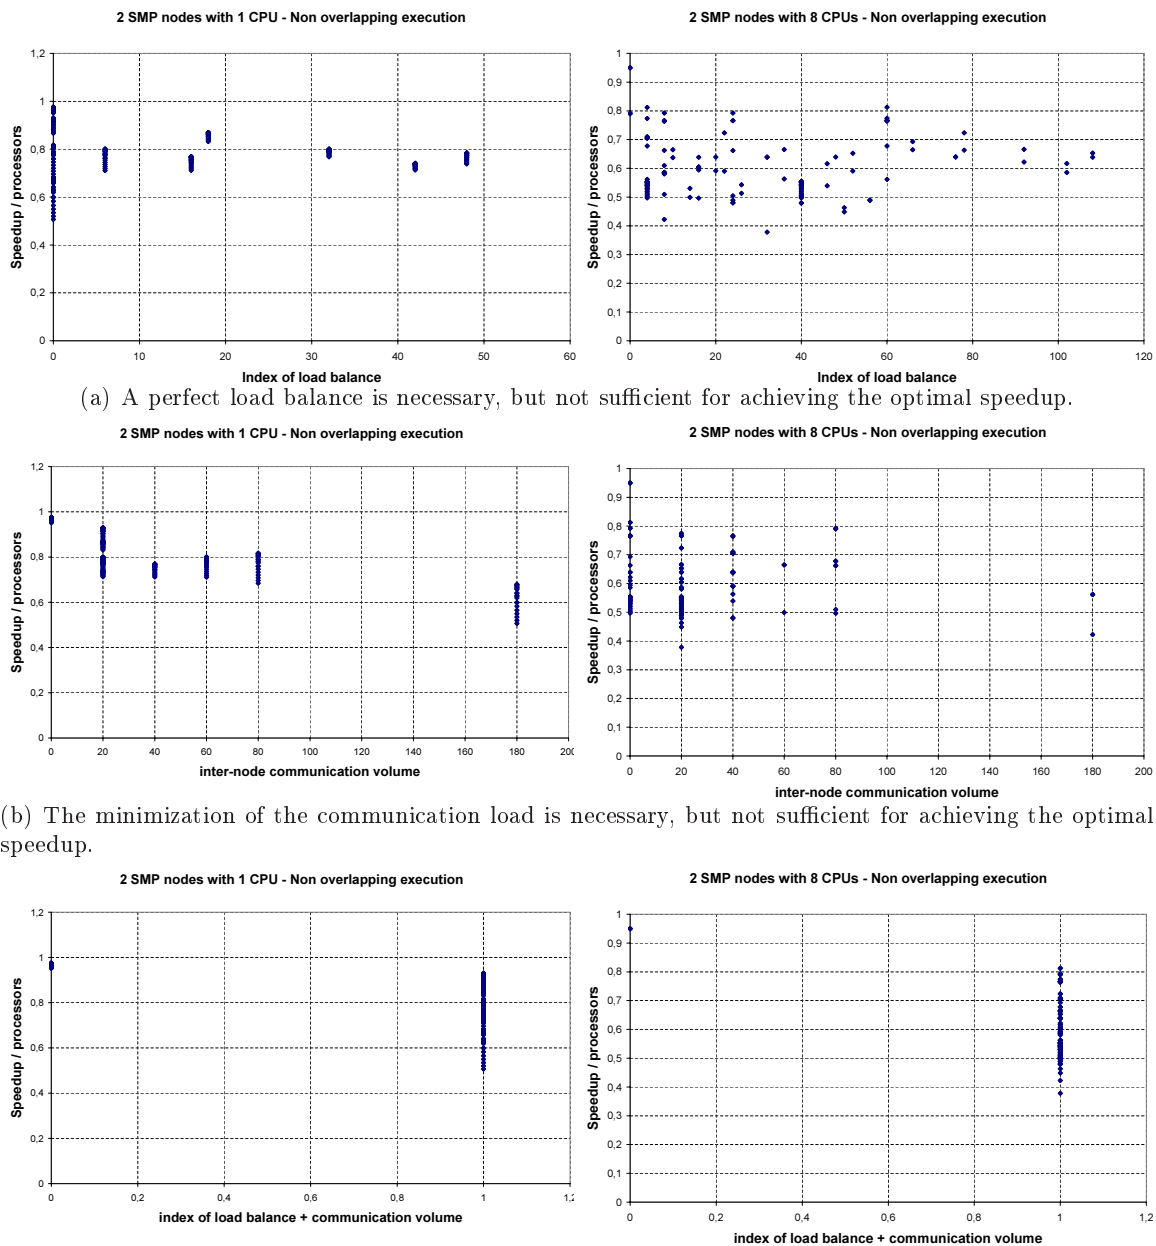 2 SMP nodes with 1 CPU - Non overlapping execution
1,2
1
0,8
0,6
0,4
0,2
0
0 10 20 30 40 50 60
Speedup / processors
Index of load balance
2 SMP nodes with 8 CPUs - Non overlapping execution
1
0,9
0,8
0,7
0,6
0,5
0,4
0,3
0,2
0,1
0
0 20 40 60 80 100 120
Speedup / processors
Index of load balance
(a) A perfect load balance is necessary, but not sufficient for achieving the optimal speedup.
2 SMP nodes with 1 CPU - Non overlapping execution
1,2
1
0,8
0,6
0,4
0,2
0
0 20 40 60 80 100 120 140 160 180 200
Speedup / processors
inter-node communication volume
2 SMP nodes with 8 CPUs - Non overlapping execution
1
0,9
0,8
0,7
0,6
0,5
0,4
0,3
0,2
0,1
0
0 20 40 60 80 100 120 140 160 180 200
Speedup / processors
inter-node communication volume
(b) The minimization of the communication load is necessary, but not sufficient for achieving the optimal
speedup.
2 SMP nodes with 1 CPU - Non overlapping execution
1,2
1
0,8
0,6
0,4
0,2
0
0 0,2 0,4 0,6 0,8 1 1,2
Speedup / processors
index of load balance + communication volume
2 SMP nodes with 8 CPUs - Non overlapping execution
1
0,9
0,8
0,7
0,6
0,5
0,4
0,3
0,2
0,1
0
0 0,2 0,4 0,6 0,8 1 1,2
Speedup / processors
index of load balance + communication volume